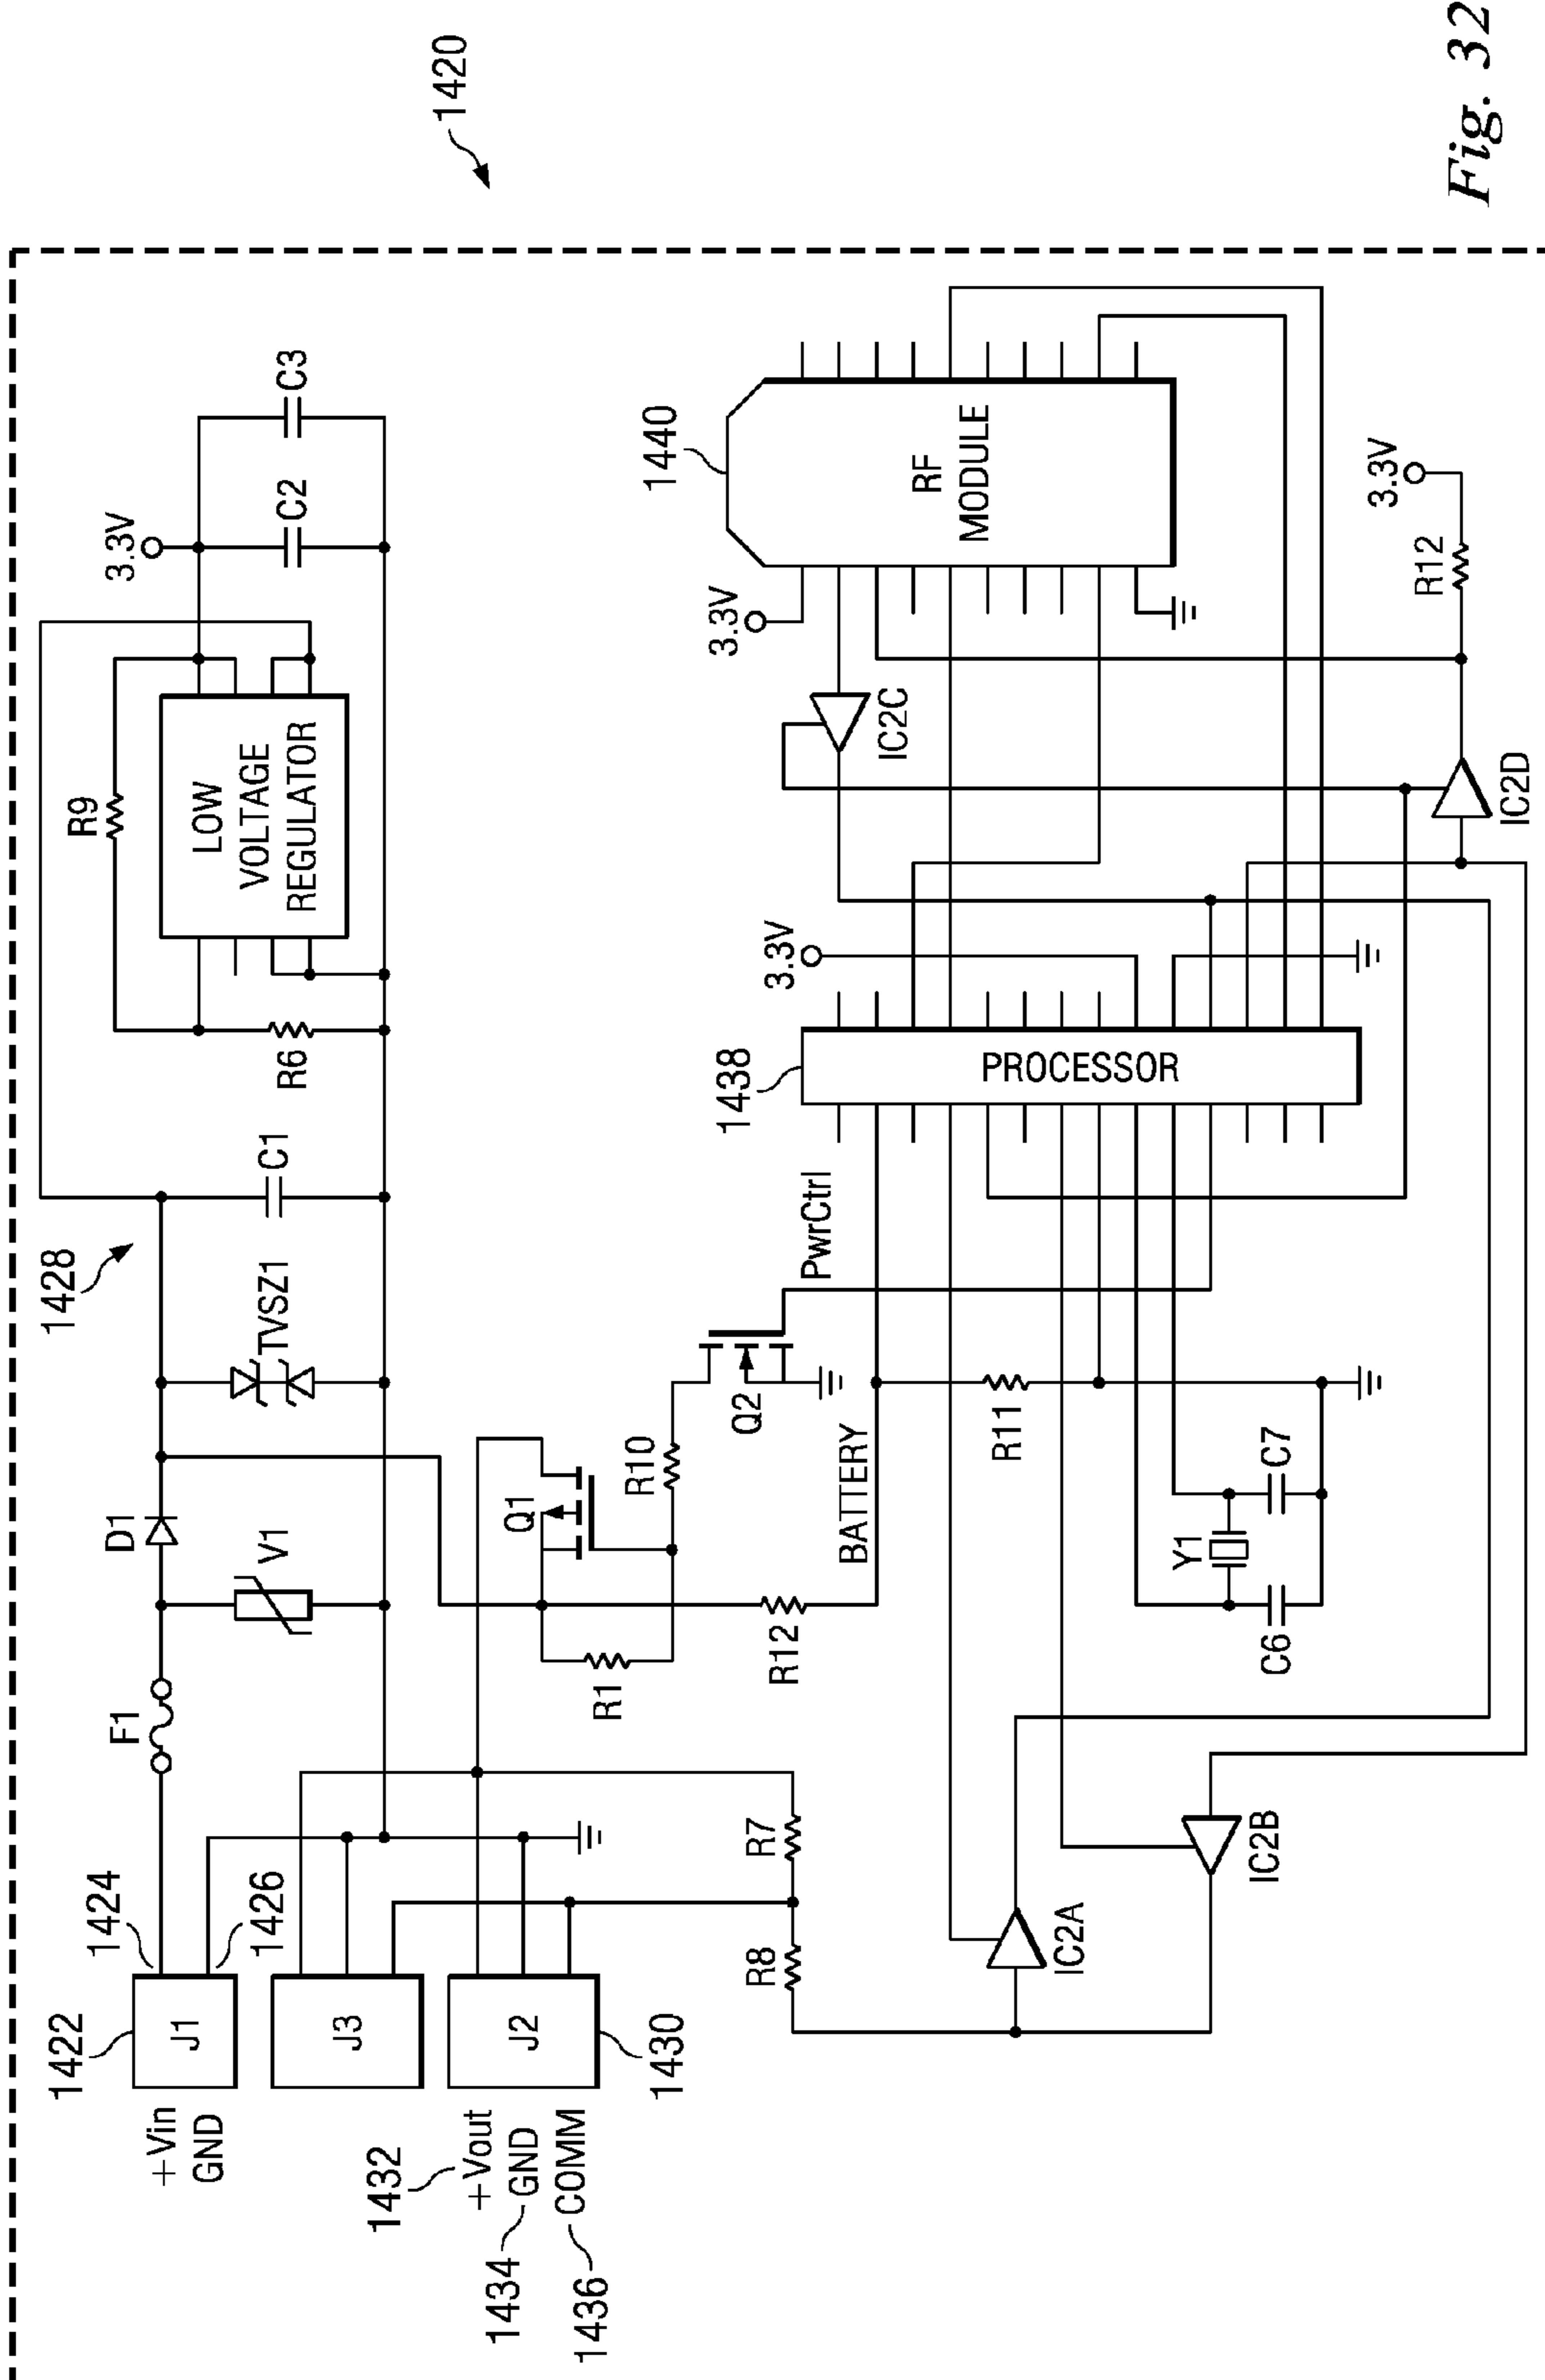 1420
1428
3.3V
R9
LOW
VOLTAGE
REGULATOR
C2
C3
R6
C1
TVSZ1
D1
V1
F1
1422
1424
1426
J1
+Vin
GND
J3
1432
+Vout
1434
GND
1436
COMM
J2
1430
R7
R8
R1
Q1
R10
Q2
R12
BATTERY
PwrCtrl
R11
Y1
C6
C7
IC2A
IC2B
1438
PROCESSOR
3.3V
IC2C
3.3V
1440
RF
MODULE
3.3V
R12
IC2D
Fig. 32